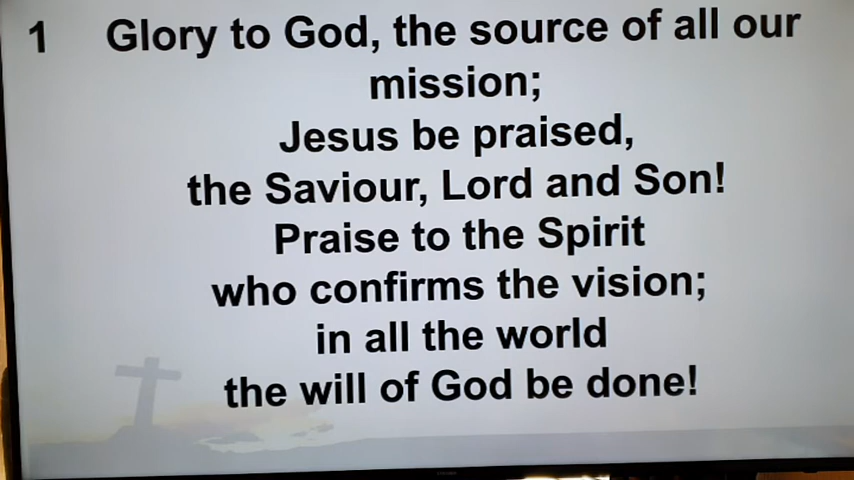 1 Glory to God, the source of all our
mission;
Jesus be praised,
the Saviour, Lord and Son!
Praise to the Spirit
who confirms the vision;
in all the world
the will of God be done!